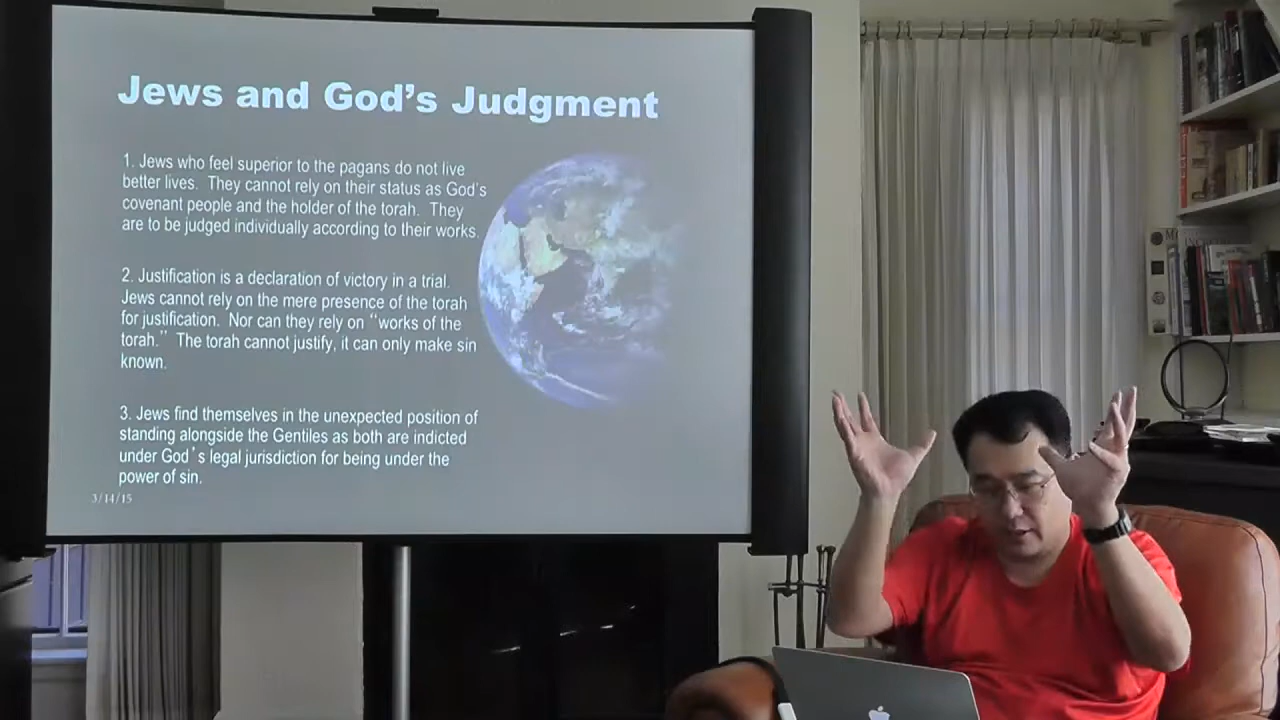 Jews and God’s Judgment
1. Jews who feel superior to the pagans do not live
better lives.  They cannot rely on their status as God’s
covenant people and the holder of the torah.  They
are to be judged individually according to their works.
2. Justification is a declaration of victory in a trial.
Jews cannot rely on the mere presence of the torah
for justification.  Nor can they rely on “works of the
torah.”  The torah cannot justify, it can only make sin
known.
3. Jews find themselves in the unexpected position of
standing alongside the Gentiles as both are indicted
under God’s legal jurisdiction for being under the
power of sin.
3/14/15